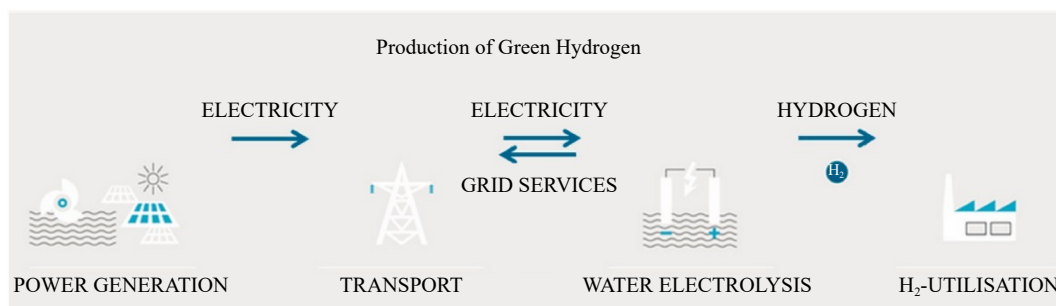 Production of Green Hydrogen
ELECTRICITY
ELECTRICITY
HYDROGEN
H₂
GRID SERVICES
− +
POWER GENERATION
TRANSPORT
WATER ELECTROLYSIS
H₂-UTILISATION